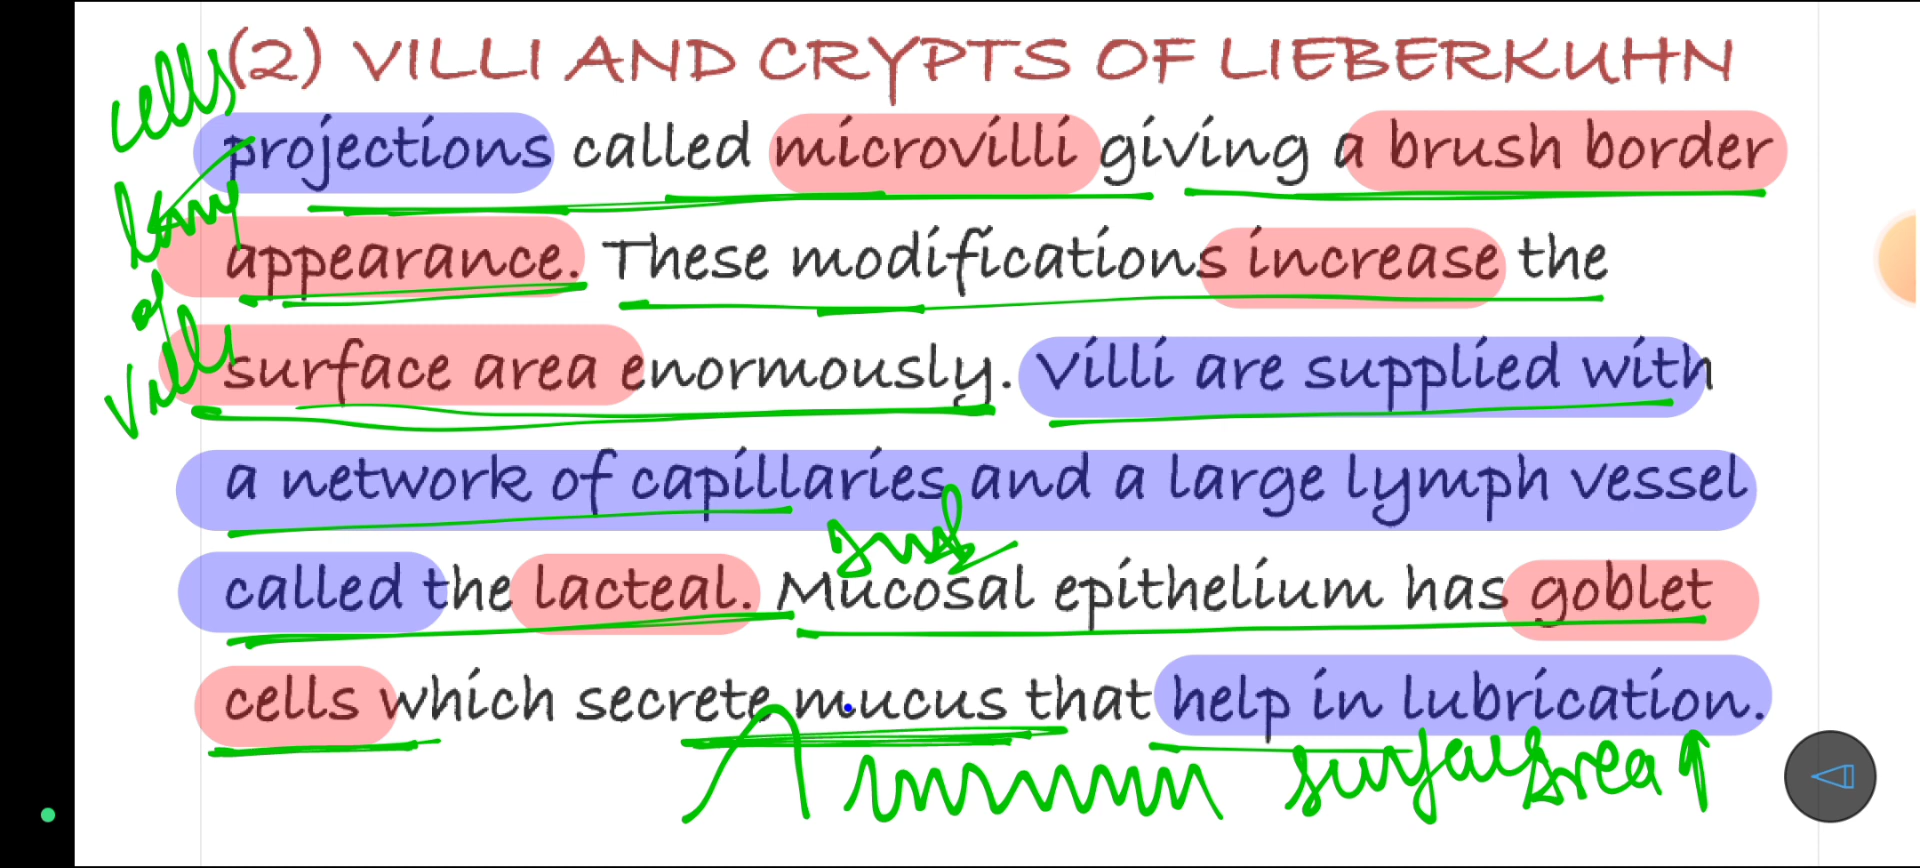 (2) VILLI AND CRYPTS OF LIEBERKUHN
cells
projections called microvilli giving a brush border
appearance. These modifications increase the
of
villi
surface area enormously. Villi are supplied with
a network of capillaries and a large lymph vessel
called the lacteal. Mucosal epithelium has goblet
cells which secrete mucus that help in lubrication.
surface area ↑